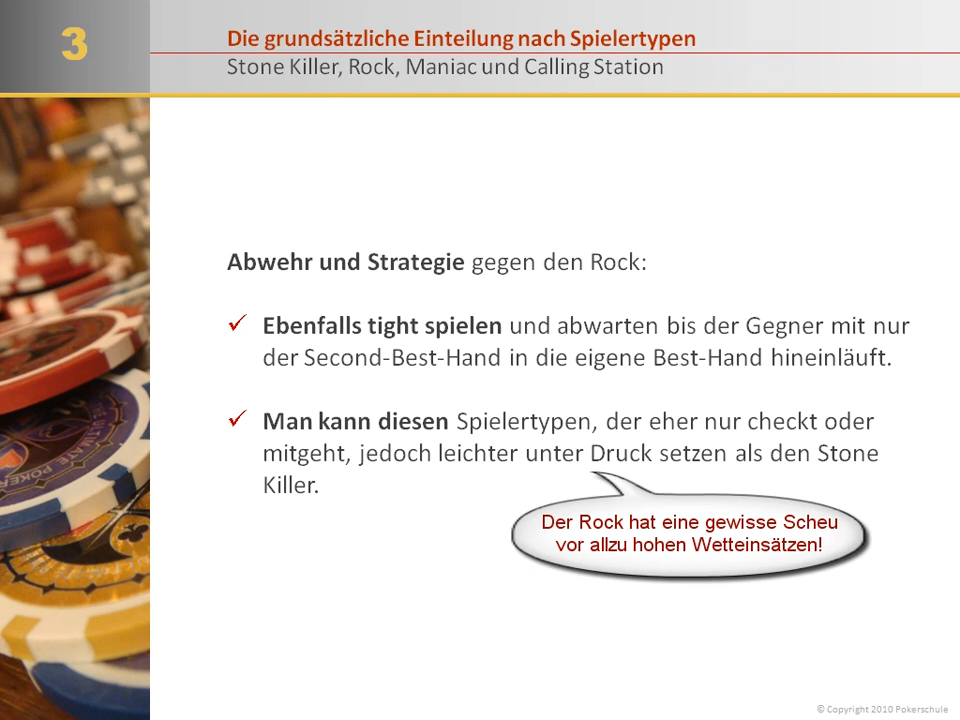 3
Die grundsätzliche Einteilung nach Spielertypen
Stone Killer, Rock, Maniac und Calling Station
Abwehr und Strategie gegen den Rock:
Ebenfalls tight spielen und abwarten bis der Gegner mit nur
der Second-Best-Hand in die eigene Best-Hand hineinläuft.
Man kann diesen Spielertypen, der eher nur checkt oder
mitgeht, jedoch leichter unter Druck setzen als den Stone
Killer.
Der Rock hat eine gewisse Scheu
vor allzu hohen Wetteinsätzen!
© Copyright 2010 Pokerschule